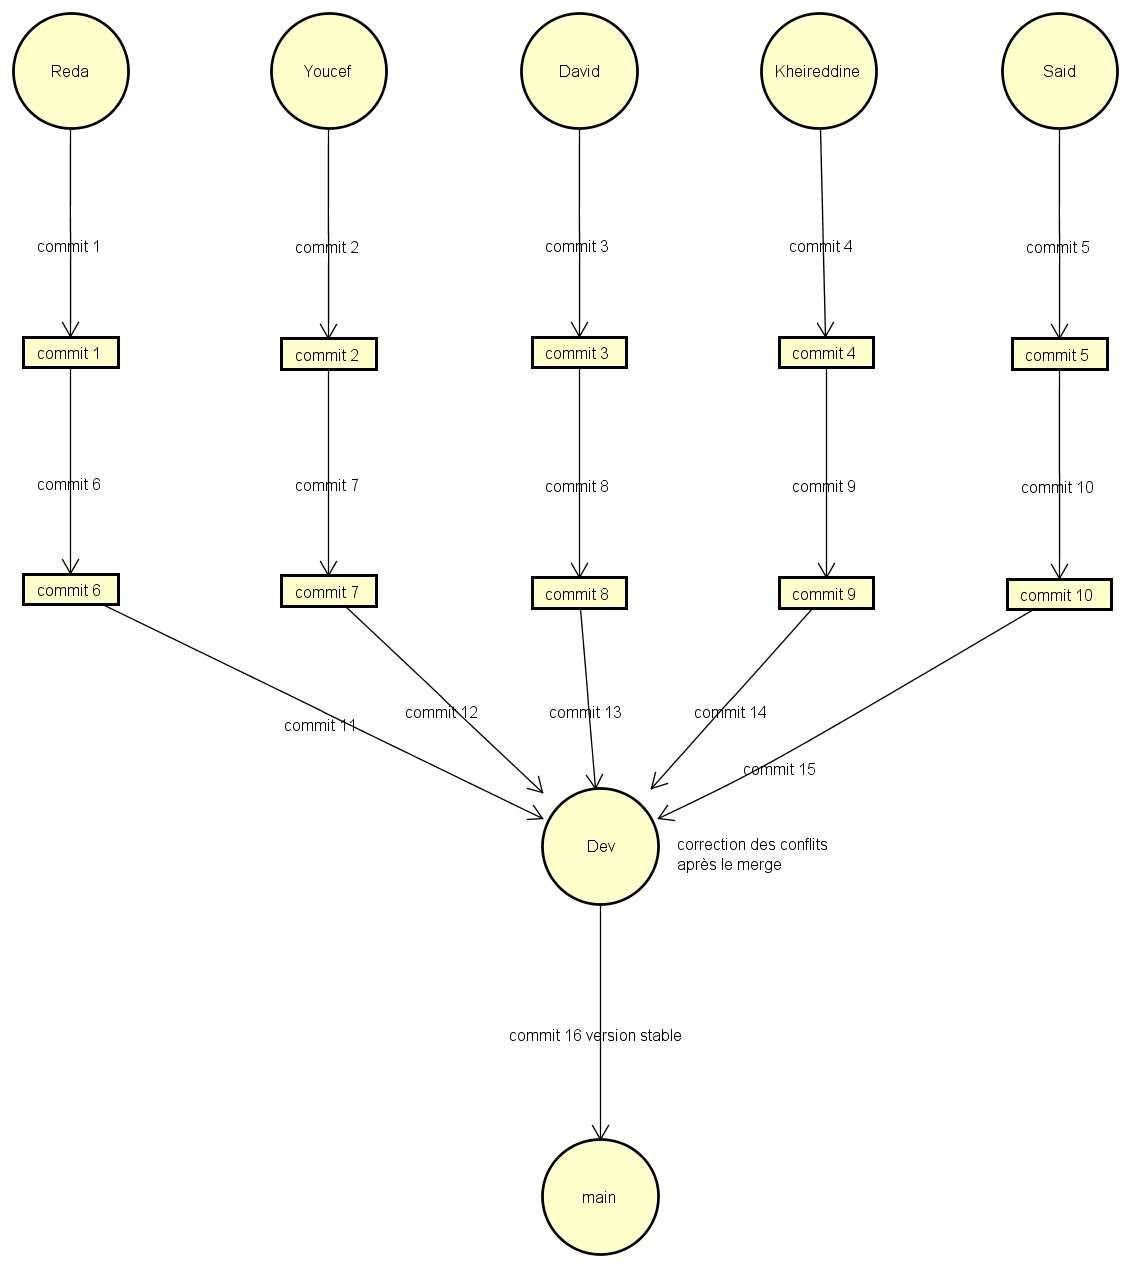 Reda
Youcef
David
Kheireddine
Said
commit 1
commit 2
commit 3
commit 4
commit 5
commit 1
commit 2
commit 3
commit 4
commit 5
commit 6
commit 7
commit 8
commit 9
commit 10
commit 6
commit 7
commit 8
commit 9
commit 10
commit 11
commit 12
commit 13
commit 14
commit 15
Dev
correction des conflits
après le merge
commit 16 version stable
main